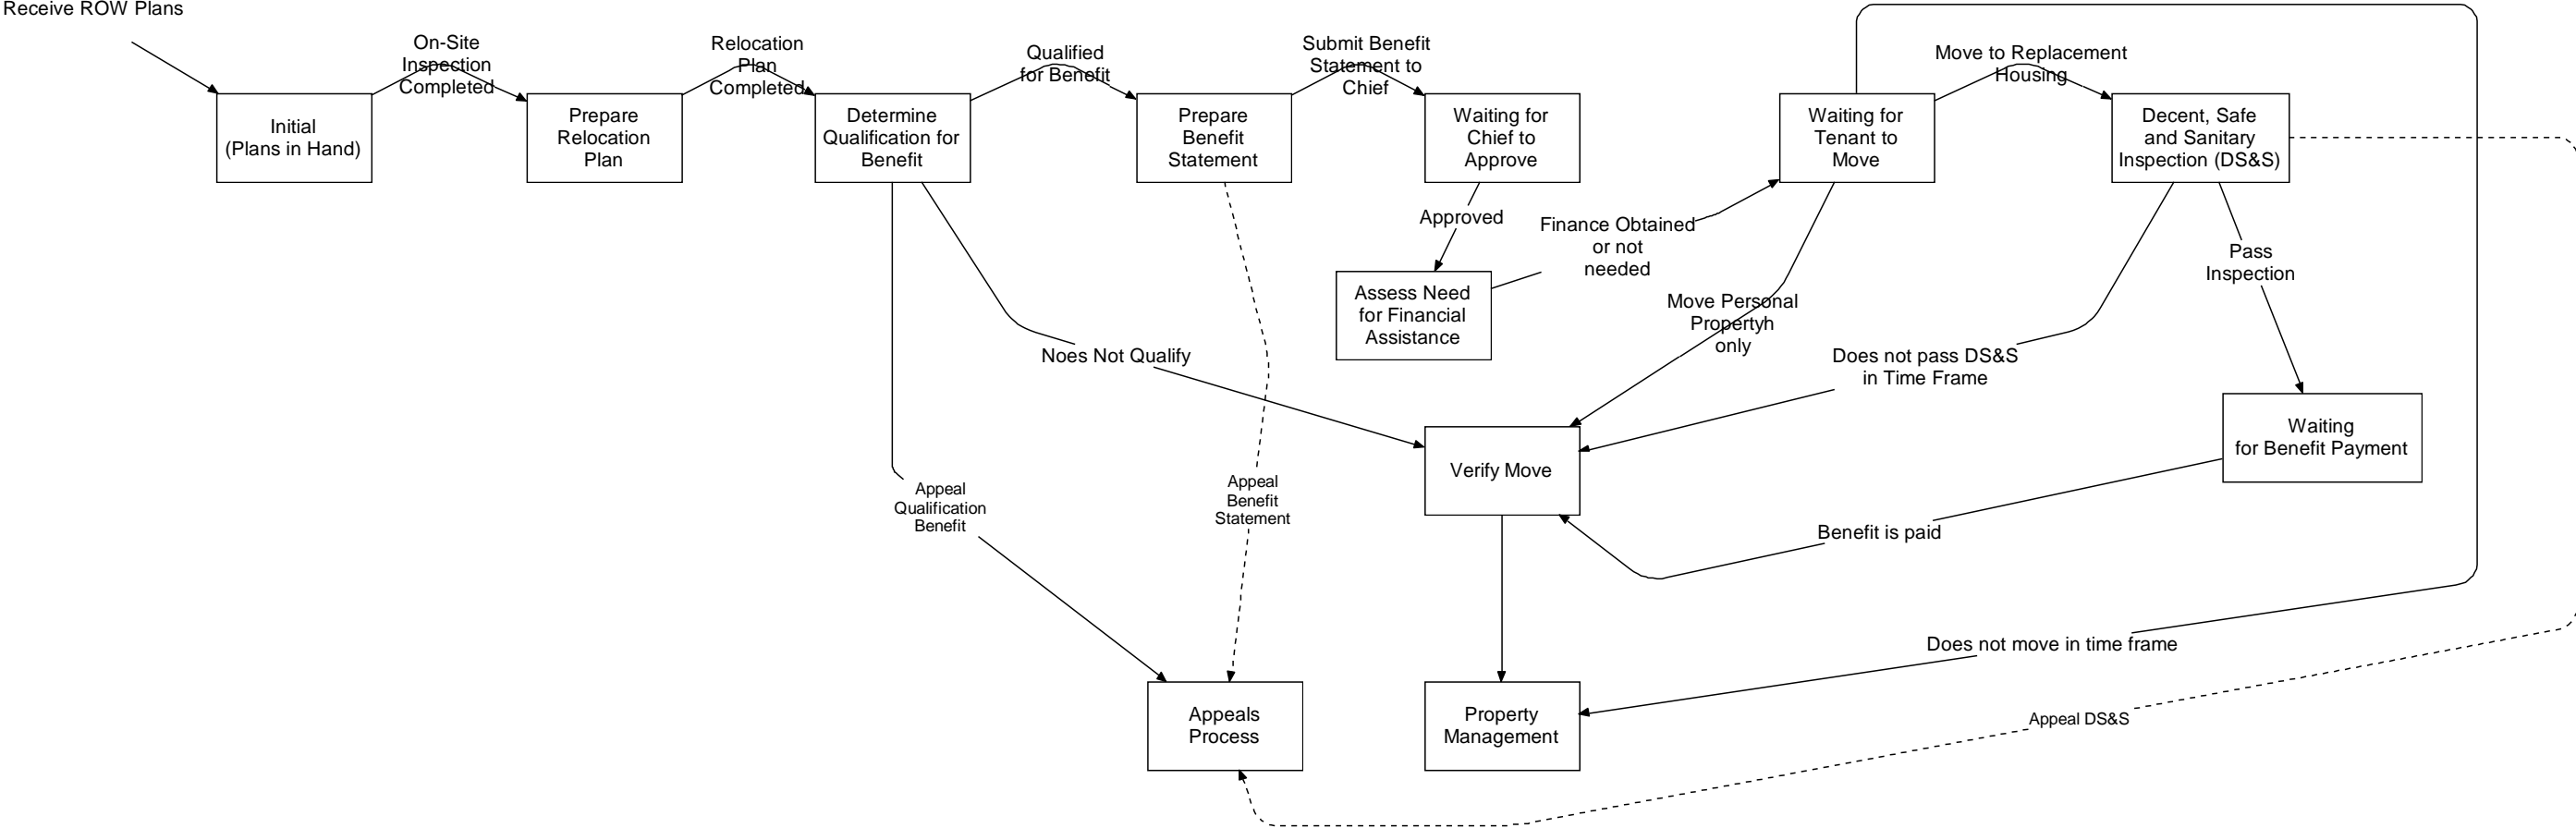 Receive ROW Plans
On-Site
Inspection
Completed
Relocation
Plan
Completed
Qualified
for Benefit
Submit Benefit
Statement to
Chief
Move to Replacement
Housing
Initial
(Plans in Hand)
Prepare
Relocation
Plan
Determine
Qualification for
Benefit
Prepare
Benefit
Statement
Waiting for
Chief to
Approve
Waiting for
Tenant to
Move
Decent, Safe
and Sanitary
Inspection (DS&S)
Approved
Finance Obtained
or not
needed
Pass
Inspection
Assess Need
for Financial
Assistance
Move Personal
Propertyh
only
Noes Not Qualify
Does not pass DS&S
in Time Frame
Waiting
for Benefit Payment
Verify Move
Appeal
Qualification
Benefit
Appeal
Benefit
Statement
Benefit is paid
Does not move in time frame
Appeals
Process
Property
Management
Appeal DS&S